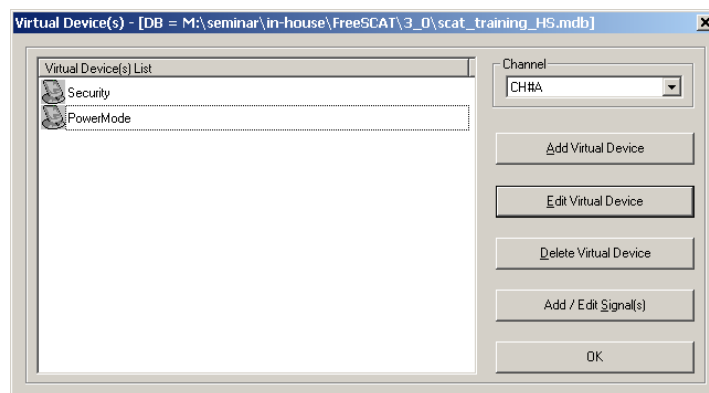 Virtual Device(s) - [DB = M:\seminar\in-house\FreeSCAT\3_0\scat_training_HS.mdb]
Virtual Device(s) List
Security
PowerMode
Channel
CH#A
Add Virtual Device
Edit Virtual Device
Delete Virtual Device
Add / Edit Signal(s)
OK